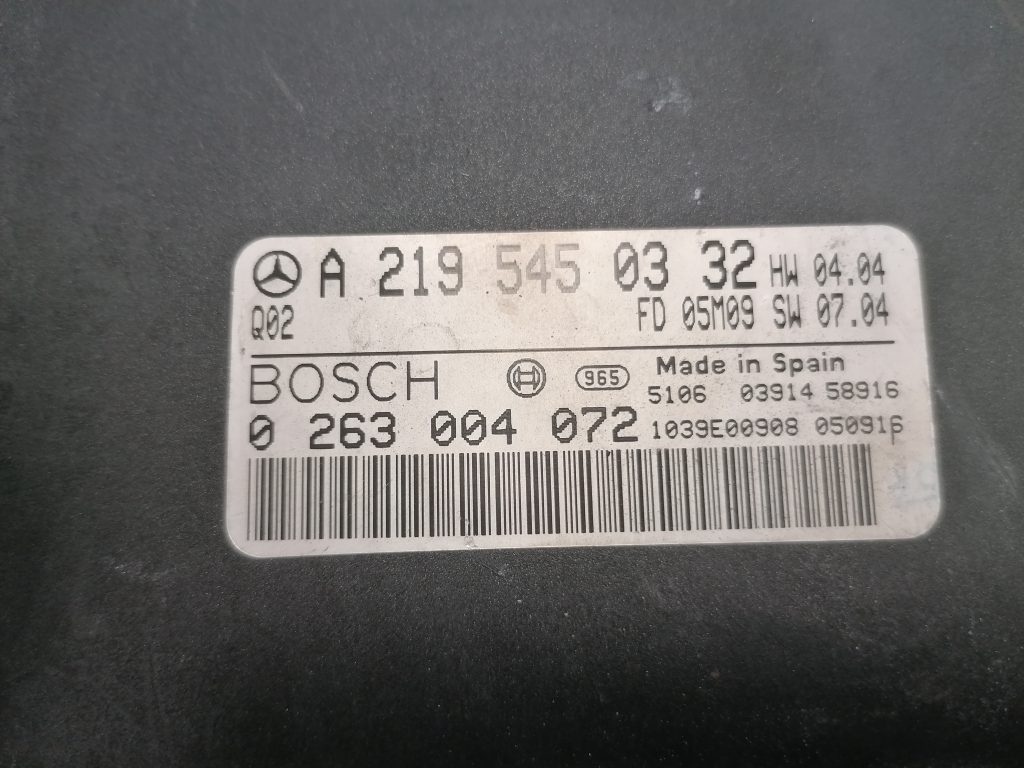 A 219 545 03 32 HW 04.04
Q02 FD 05M09 SW 07.04
BOSCH 965 Made in Spain
5106 03914 58916
0 263 004 072 1039E00908 050916